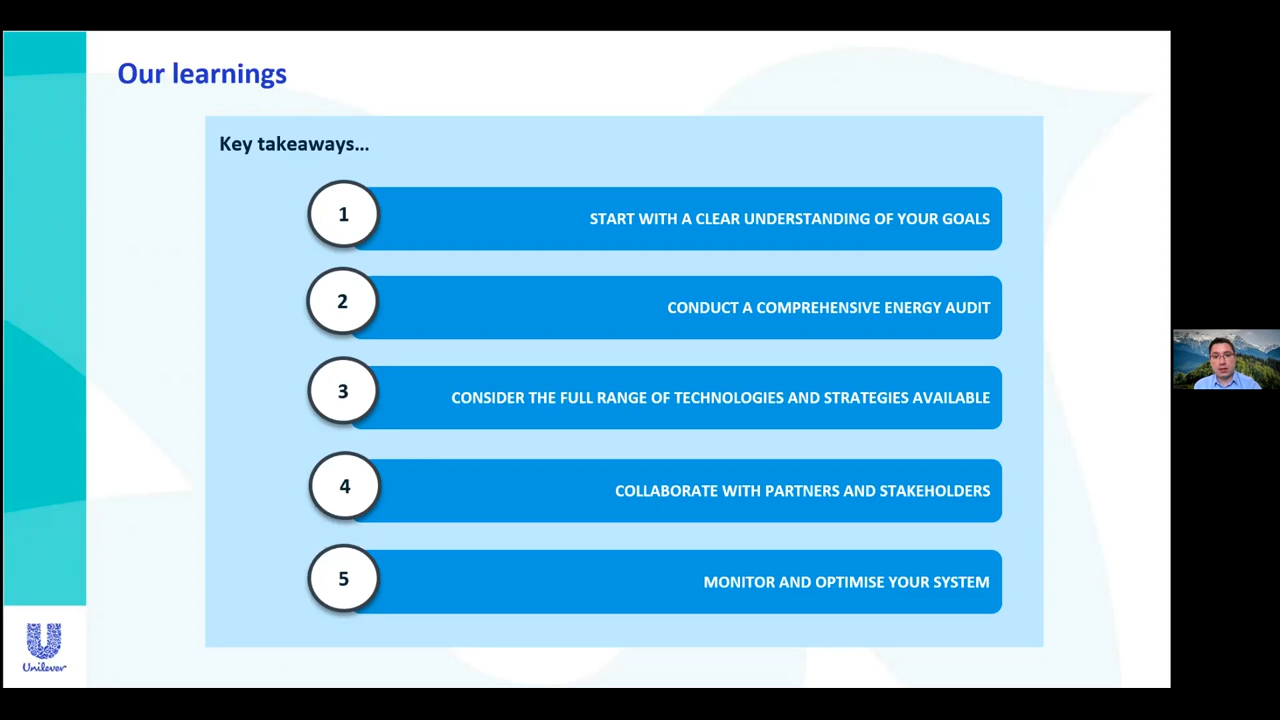 Our learnings
Key takeaways...
1
START WITH A CLEAR UNDERSTANDING OF YOUR GOALS
2
CONDUCT A COMPREHENSIVE ENERGY AUDIT
3
CONSIDER THE FULL RANGE OF TECHNOLOGIES AND STRATEGIES AVAILABLE
4
COLLABORATE WITH PARTNERS AND STAKEHOLDERS
5
MONITOR AND OPTIMISE YOUR SYSTEM
Unilever